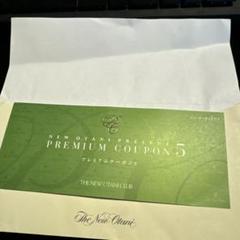 NEW OTANI PRESENT
PREMIUM COUPON 5
プレミアムクーポン5
THE NEW OTANI CLUB
The New Otani